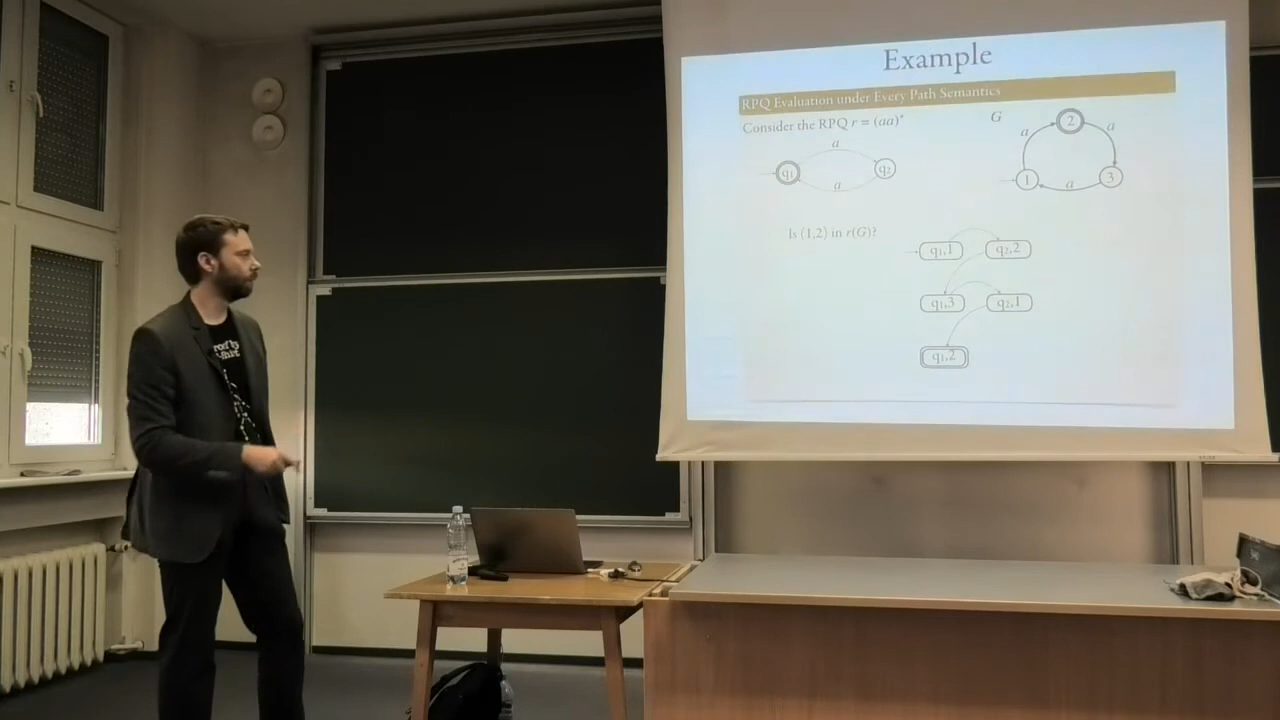 Example
RPQ Evaluation under Every Path Semantics
Consider the RPQ r = (aa)*
G
a
q₁
q₂
a
a
2
a
1
3
a
Is (1,2) in r(G)?
q₁,1
q₂,2
q₁,3
q₂,1
q₁,2